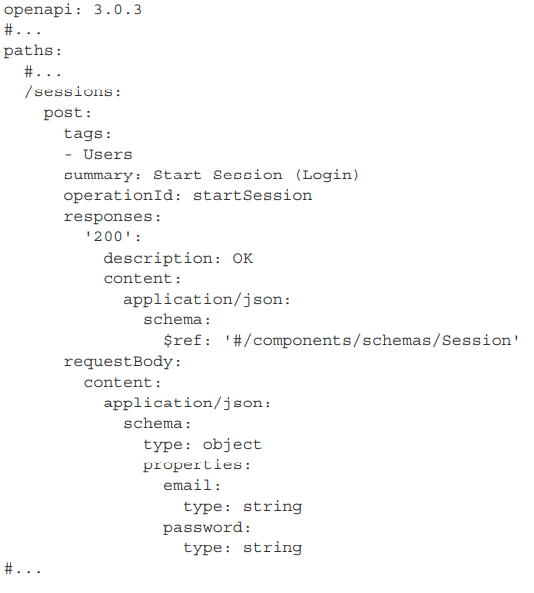 openapi: 3.0.3
#...
paths:
  #...
  /sessions:
    post:
      tags:
      - Users
      summary: Start Session (Login)
      operationId: startSession
      responses:
        '200':
          description: OK
          content:
            application/json:
              schema:
                $ref: '#/components/schemas/Session'
      requestBody:
        content:
          application/json:
            schema:
              type: object
              properties:
                email:
                  type: string
                password:
                  type: string
#...